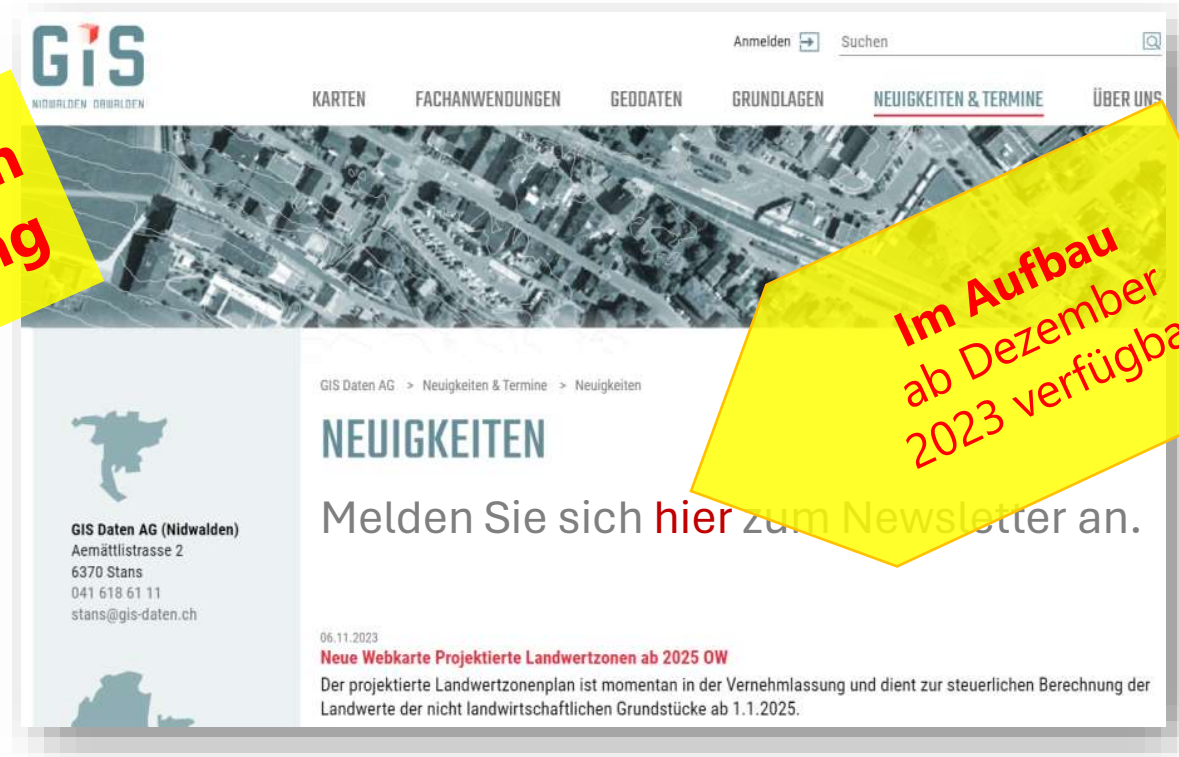 GiS
NIDWALDEN OBWALDEN
Anmelden
Suchen
KARTEN FACHANWENDUNGEN GEODATEN GRUNDLAGEN NEUIGKEITEN & TERMINE ÜBER UNS
Im Aufbau
ab Dezember
2023
GIS Daten AG > Neuigkeiten & Termine > Neuigkeiten
NEUIGKEITEN
Melden Sie sich hier zum Newsletter an.
GIS Daten AG (Nidwalden)
Aemättlistrasse 2
6370 Stans
041 618 61 11
stans@gis-daten.ch
06.11.2023
Neue Webkarte Projektierte Landwertzonen ab 2025 OW
Der projektierte Landwertzonenplan ist momentan in der Vernehmlassung und dient zur steuerlichen Berechnung der
Landwerte der nicht landwirtschaftlichen Grundstücke ab 1.1.2025.